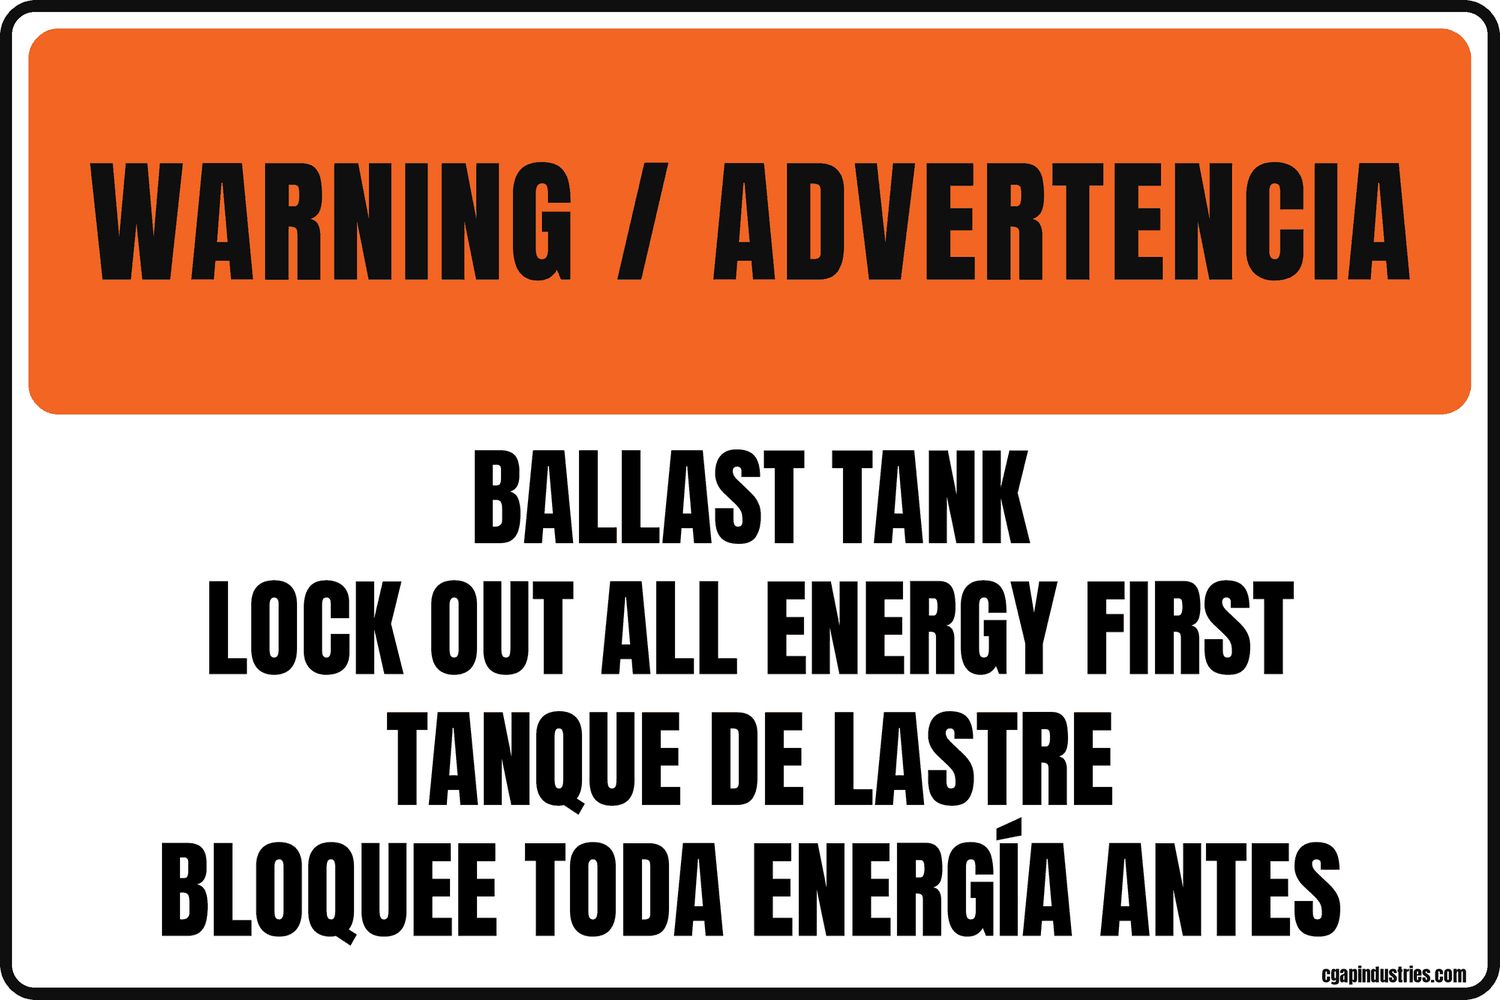 WARNING / ADVERTENCIA
BALLAST TANK
LOCK OUT ALL ENERGY FIRST
TANQUE DE LASTRE
BLOQUEE TODA ENERGÍA ANTES
cgapindustries.com